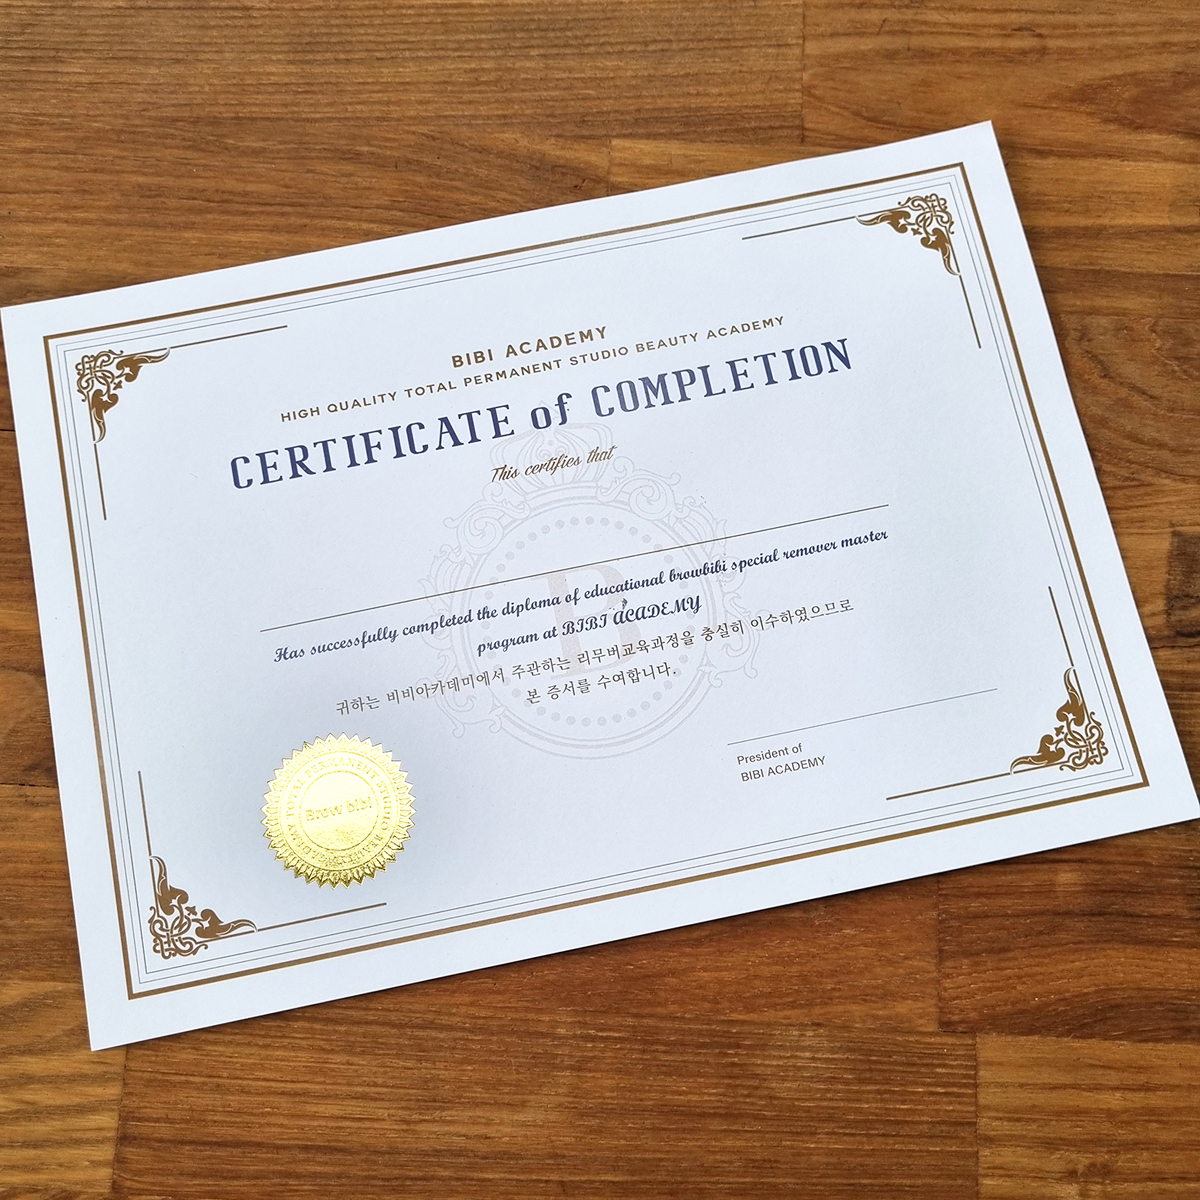 BIBI ACADEMY
HIGH QUALITY TOTAL PERMANENT STUDIO BEAUTY ACADEMY
CERTIFICATE of COMPLETION
This certifies that
Has successfully completed the diploma of educational browbibi special remover master
program at BIBI ACADEMY
귀하는 비비아카데미에서 주관하는 리무버교육과정을 충실히 이수하였으므로
본 증서를 수여합니다.
President of
BIBI ACADEMY
TOTAL PERMANENT STUDIO
Brow bibi
B